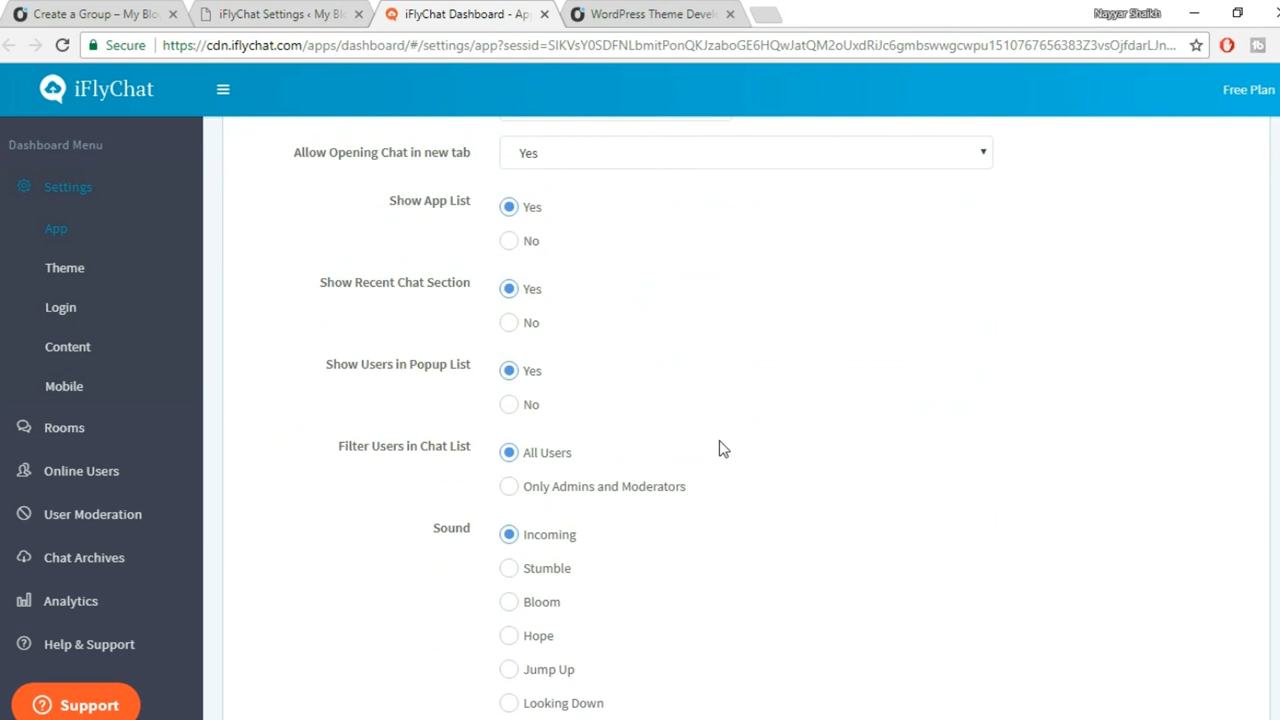 Create a Group – My Blo
iFlyChat Settings ‹ My Bl
iFlyChat Dashboard - Ap
WordPress Theme Devel
Nayyar Shaikh
Secure
https://cdn.iflychat.com/apps/dashboard/#/settings/app?sessid=
iFlyChat
Free Plan
Dashboard Menu
Settings
App
Theme
Login
Content
Mobile
Rooms
Online Users
User Moderation
Chat Archives
Analytics
Help & Support
Support
Allow Opening Chat in new tab
Yes
Show App List
Yes
No
Show Recent Chat Section
Yes
No
Show Users in Popup List
Yes
No
Filter Users in Chat List
All Users
Only Admins and Moderators
Sound
Incoming
Stumble
Bloom
Hope
Jump Up
Looking Down